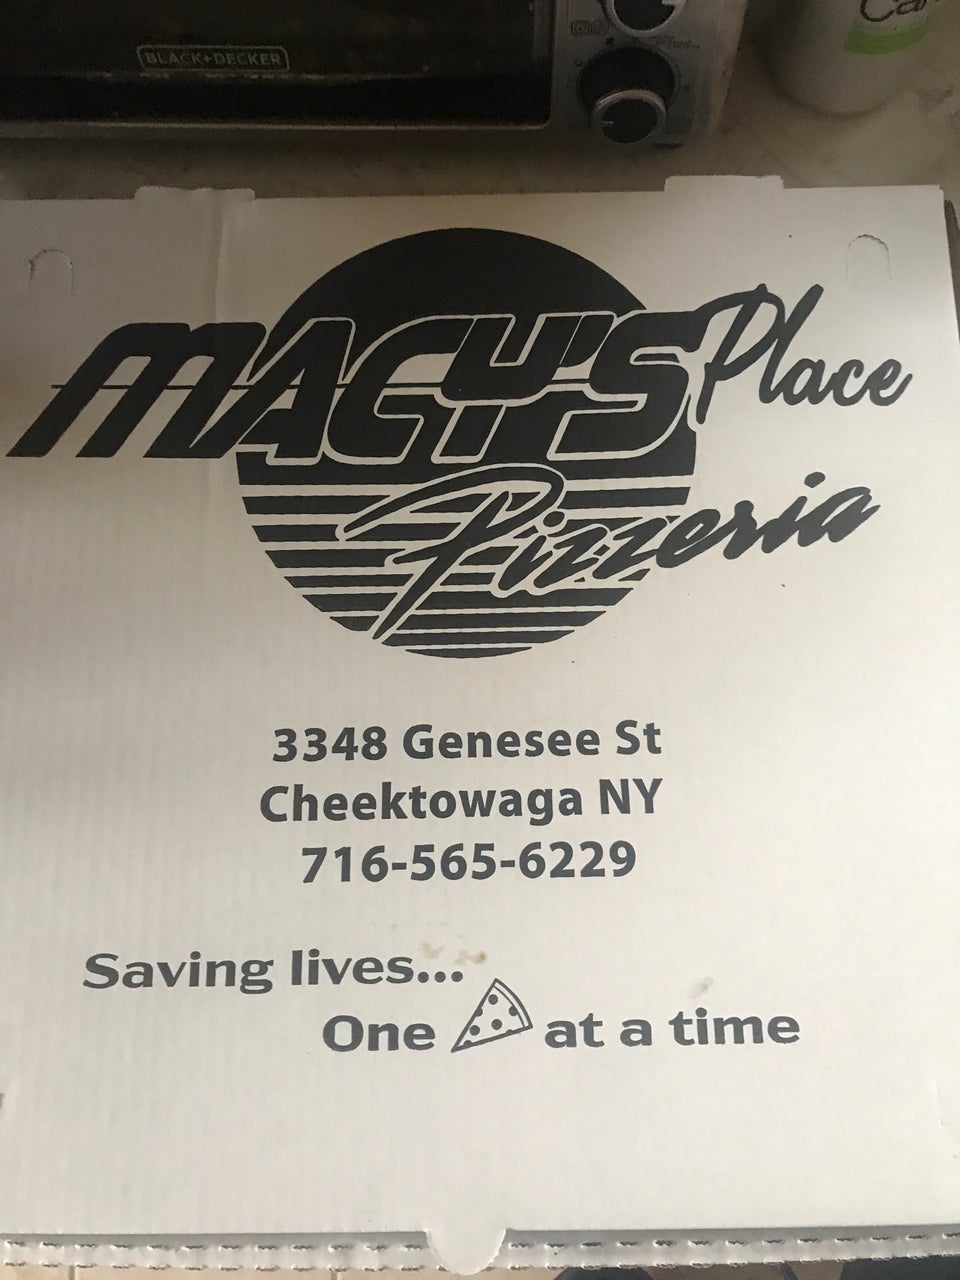 BLACK+DECKER
MACY'S Place
Pizzeria
3348 Genesee St
Cheektowaga NY
716-565-6229
Saving lives...
One at a time